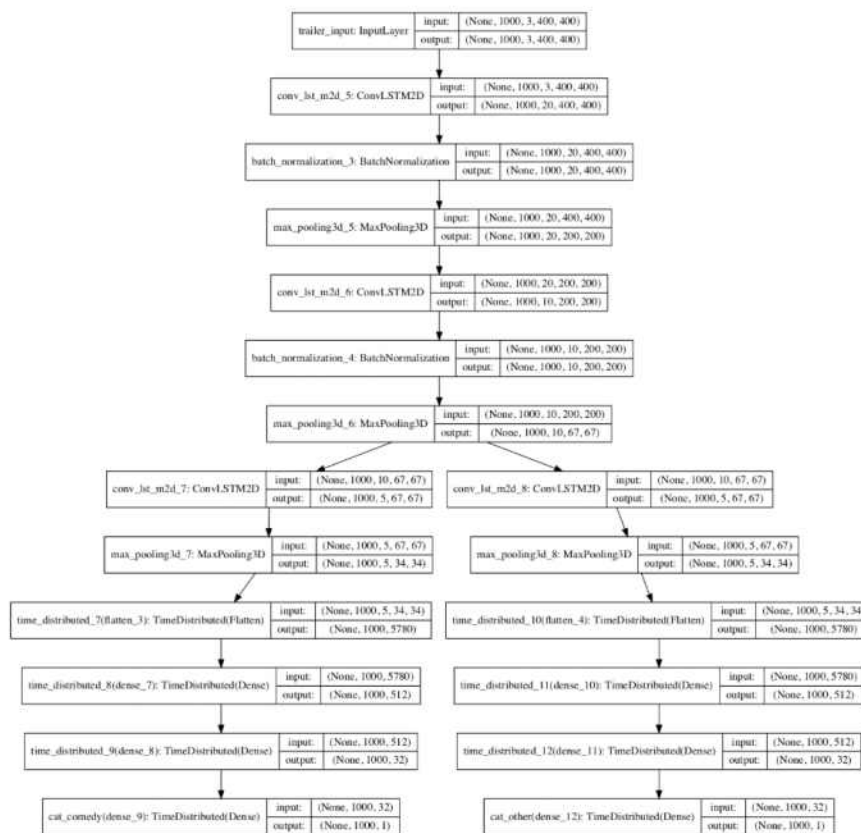 trailer_input: InputLayer input: (None, 1000, 3, 400, 400)
output: (None, 1000, 3, 400, 400)
conv_lst_m2d_5: ConvLSTM2D input: (None, 1000, 3, 400, 400)
output: (None, 1000, 20, 400, 400)
batch_normalization_3: BatchNormalization input: (None, 1000, 20, 400, 400)
output: (None, 1000, 20, 400, 400)
max_pooling3d_5: MaxPooling3D input: (None, 1000, 20, 400, 400)
output: (None, 1000, 20, 200, 200)
conv_lst_m2d_6: ConvLSTM2D input: (None, 1000, 20, 200, 200)
output: (None, 1000, 10, 200, 200)
batch_normalization_4: BatchNormalization input: (None, 1000, 10, 200, 200)
output: (None, 1000, 10, 200, 200)
max_pooling3d_6: MaxPooling3D input: (None, 1000, 10, 200, 200)
output: (None, 1000, 10, 67, 67)
conv_lst_m2d_7: ConvLSTM2D input: (None, 1000, 10, 67, 67)
output: (None, 1000, 5, 67, 67)
conv_lst_m2d_8: ConvLSTM2D input: (None, 1000, 10, 67, 67)
output: (None, 1000, 5, 67, 67)
max_pooling3d_7: MaxPooling3D input: (None, 1000, 5, 67, 67)
output: (None, 1000, 5, 34, 34)
max_pooling3d_8: MaxPooling3D input: (None, 1000, 5, 67, 67)
output: (None, 1000, 5, 34, 34)
time_distributed_7(flatten_3): TimeDistributed(Flatten) input: (None, 1000, 5, 34, 34)
output: (None, 1000, 5780)
time_distributed_10(flatten_4): TimeDistributed(Flatten) input: (None, 1000, 5, 34, 34)
output: (None, 1000, 5780)
time_distributed_8(dense_7): TimeDistributed(Dense) input: (None, 1000, 5780)
output: (None, 1000, 512)
time_distributed_11(dense_10): TimeDistributed(Dense) input: (None, 1000, 5780)
output: (None, 1000, 512)
time_distributed_9(dense_8): TimeDistributed(Dense) input: (None, 1000, 512)
output: (None, 1000, 32)
time_distributed_12(dense_11): TimeDistributed(Dense) input: (None, 1000, 512)
output: (None, 1000, 32)
cat_comedy(dense_9): TimeDistributed(Dense) input: (None, 1000, 32)
output: (None, 1000, 1)
cat_other(dense_12): TimeDistributed(Dense) input: (None, 1000, 32)
output: (None, 1000, 1)